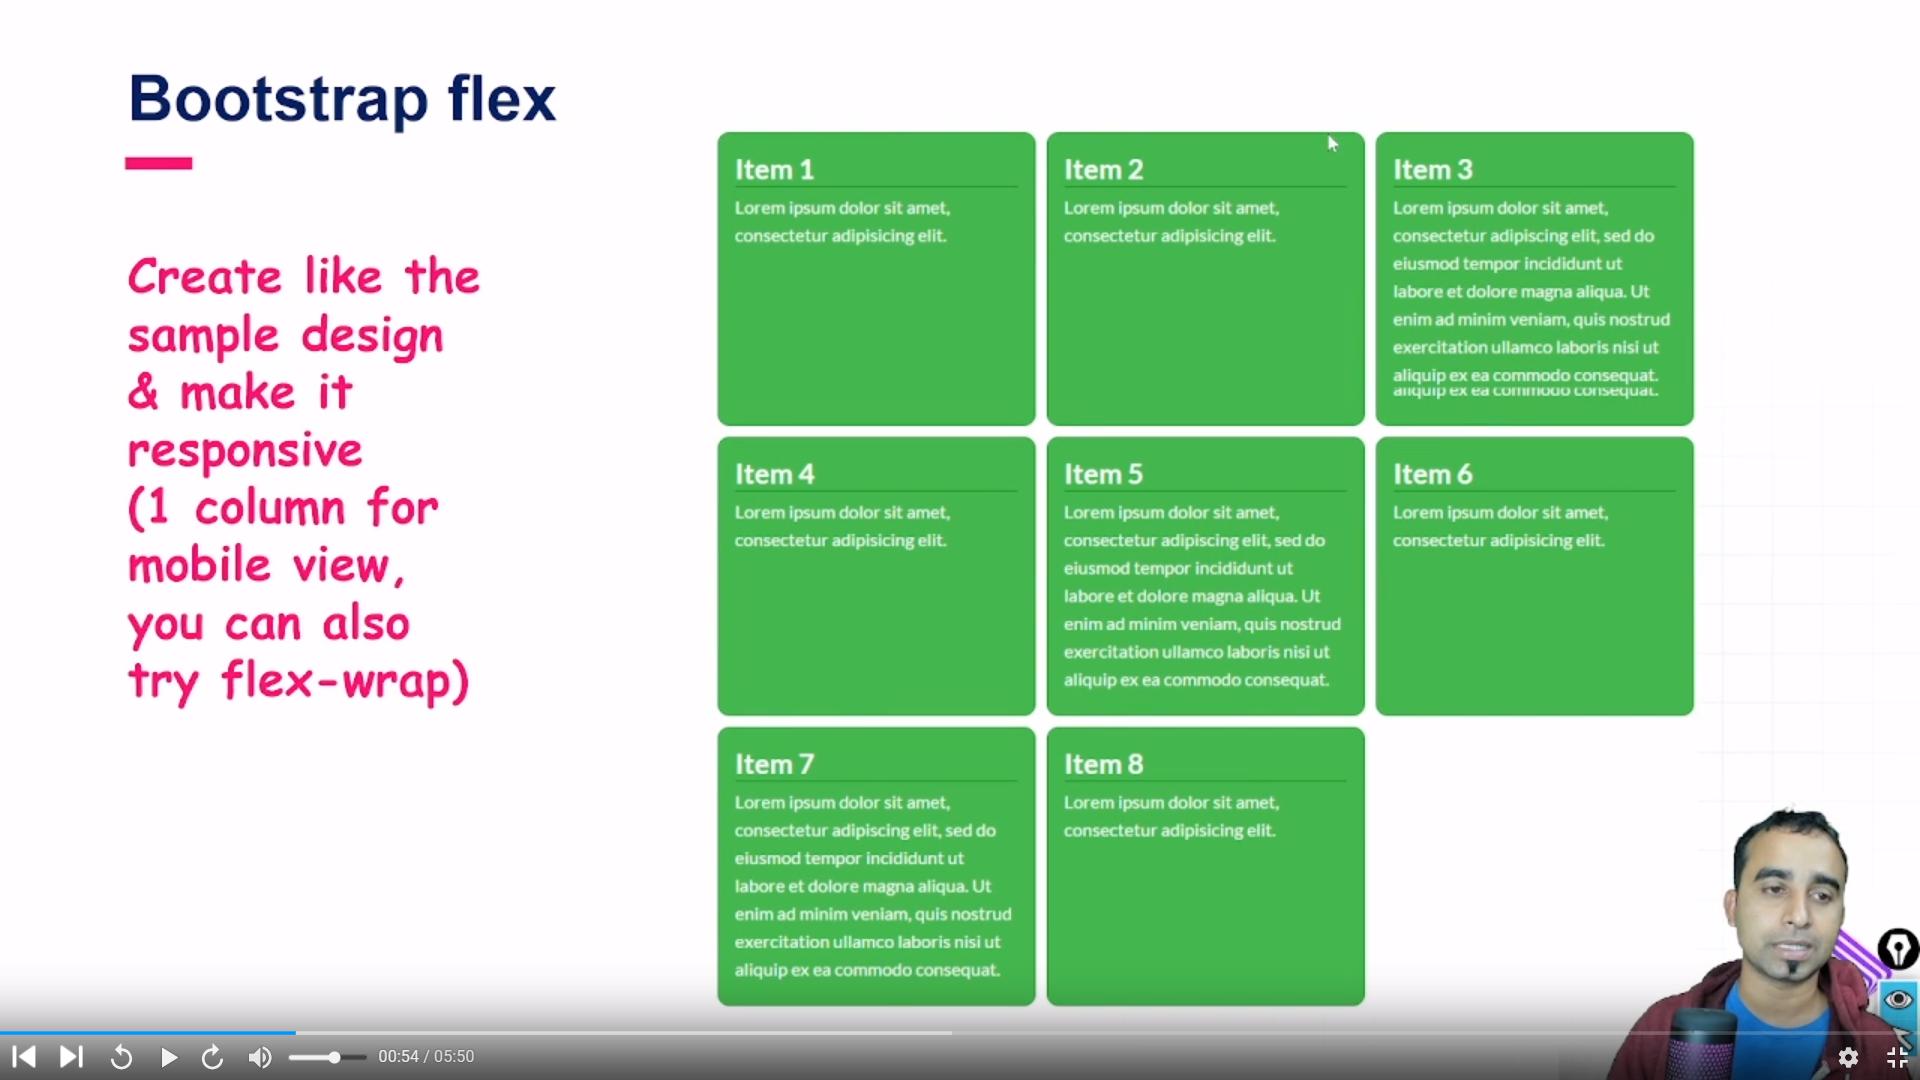 Bootstrap flex
Create like the
sample design
& make it
responsive
(1 column for
mobile view,
you can also
try flex-wrap)
Item 1
Lorem ipsum dolor sit amet,
consectetur adipisicing elit.
Item 2
Lorem ipsum dolor sit amet,
consectetur adipisicing elit.
Item 3
Lorem ipsum dolor sit amet,
consectetur adipiscing elit, sed do
eiusmod tempor incididunt ut
labore et dolore magna aliqua. Ut
enim ad minim veniam, quis nostrud
exercitation ullamco laboris nisi ut
aliquip ex ea commodo consequat.
aliquip ex ea commodo consequat.
Item 4
Lorem ipsum dolor sit amet,
consectetur adipisicing elit.
Item 5
Lorem ipsum dolor sit amet,
consectetur adipiscing elit, sed do
eiusmod tempor incididunt ut
labore et dolore magna aliqua. Ut
enim ad minim veniam, quis nostrud
exercitation ullamco laboris nisi ut
aliquip ex ea commodo consequat.
Item 6
Lorem ipsum dolor sit amet,
consectetur adipisicing elit.
Item 7
Lorem ipsum dolor sit amet,
consectetur adipiscing elit, sed do
eiusmod tempor incididunt ut
labore et dolore magna aliqua. Ut
enim ad minim veniam, quis nostrud
exercitation ullamco laboris nisi ut
aliquip ex ea commodo consequat.
Item 8
Lorem ipsum dolor sit amet,
consectetur adipisicing elit.
00:54 / 05:50